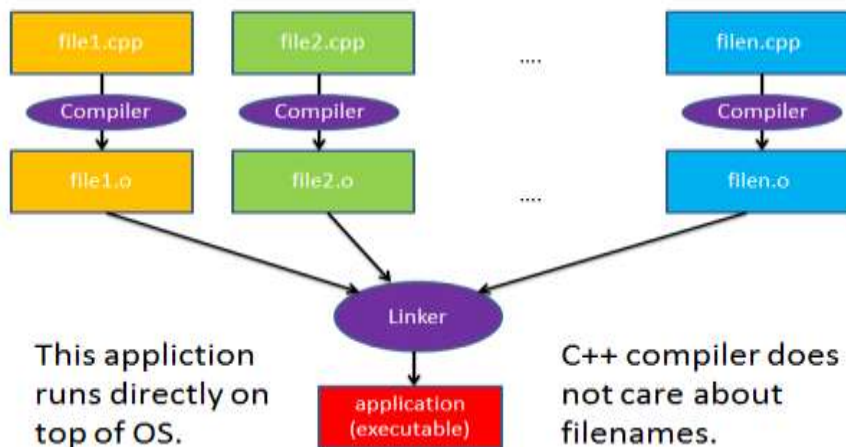 file1.cpp
file2.cpp
....
filen.cpp
Compiler
Compiler
Compiler
file1.o
file2.o
....
filen.o
Linker
This appliction
runs directly on
top of OS.
application
(executable)
C++ compiler does
not care about
filenames.